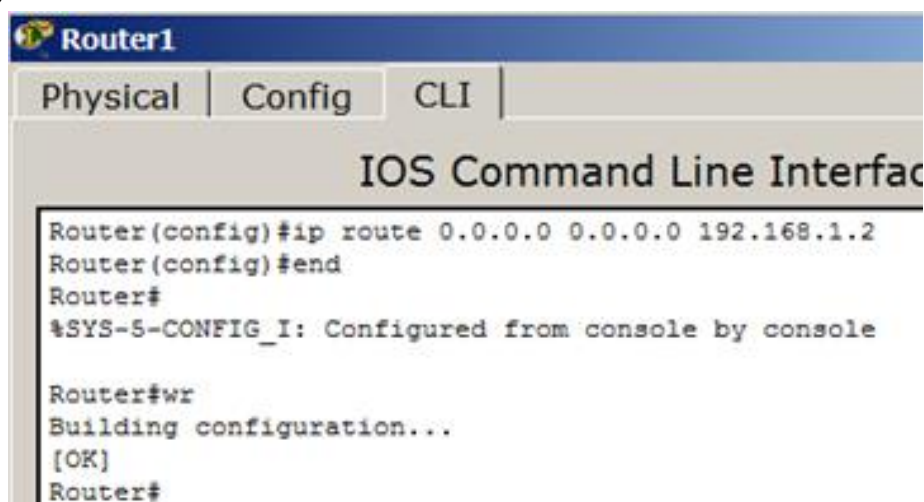 Router1
Physical Config CLI
IOS Command Line Interfac
Router(config)#ip route 0.0.0.0 0.0.0.0 192.168.1.2
Router(config)#end
Router#
%SYS-5-CONFIG_I: Configured from console by console
Router#wr
Building configuration...
[OK]
Router#